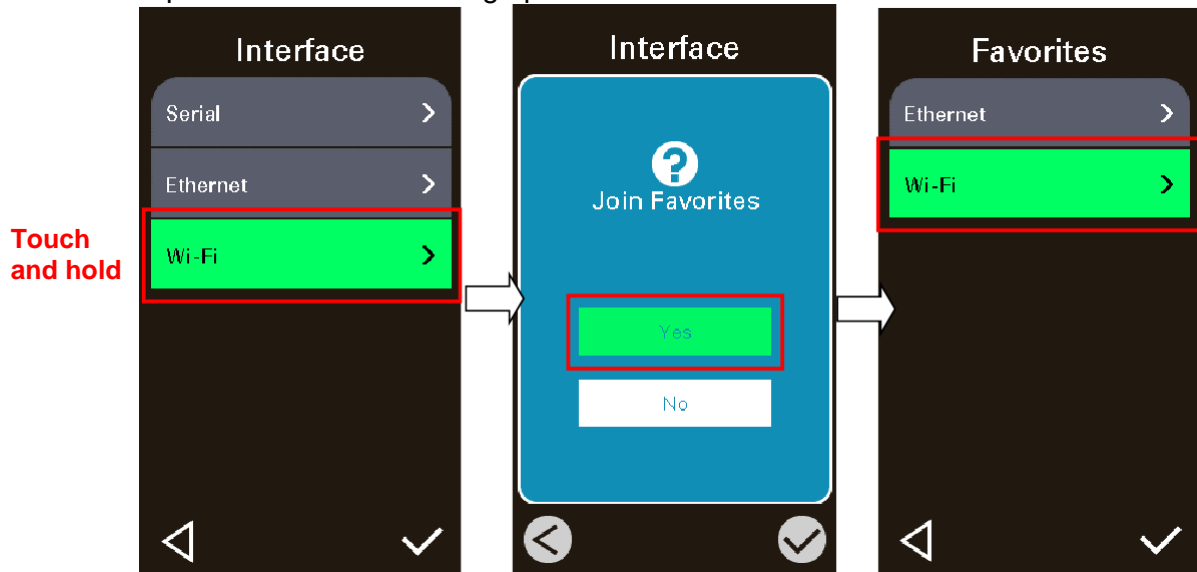 Interface
Serial
Ethernet
Wi-Fi
Touch
and hold
Interface
Join Favorites
Yes
No
Favorites
Ethernet
Wi-Fi